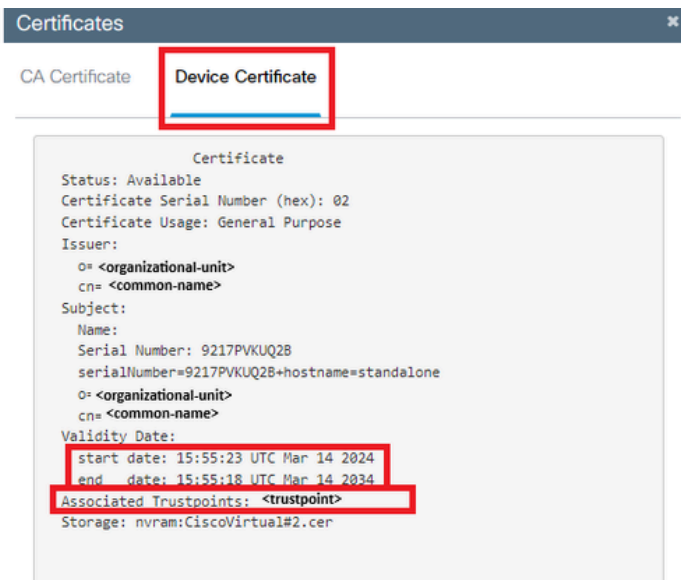 Certificates
CA Certificate Device Certificate
Certificate
Status: Available
Certificate Serial Number (hex): 02
Certificate Usage: General Purpose
Issuer:
o= <organizational-unit>
cn= <common-name>
Subject:
Name:
Serial Number: 9217PVKUQ2B
serialNumber=9217PVKUQ2B+hostname=standalone
o= <organizational-unit>
cn= <common-name>
Validity Date:
start date: 15:55:23 UTC Mar 14 2024
end date: 15:55:18 UTC Mar 14 2034
Associated Trustpoints: <trustpoint>
Storage: nvram:CiscoVirtual#2.cer